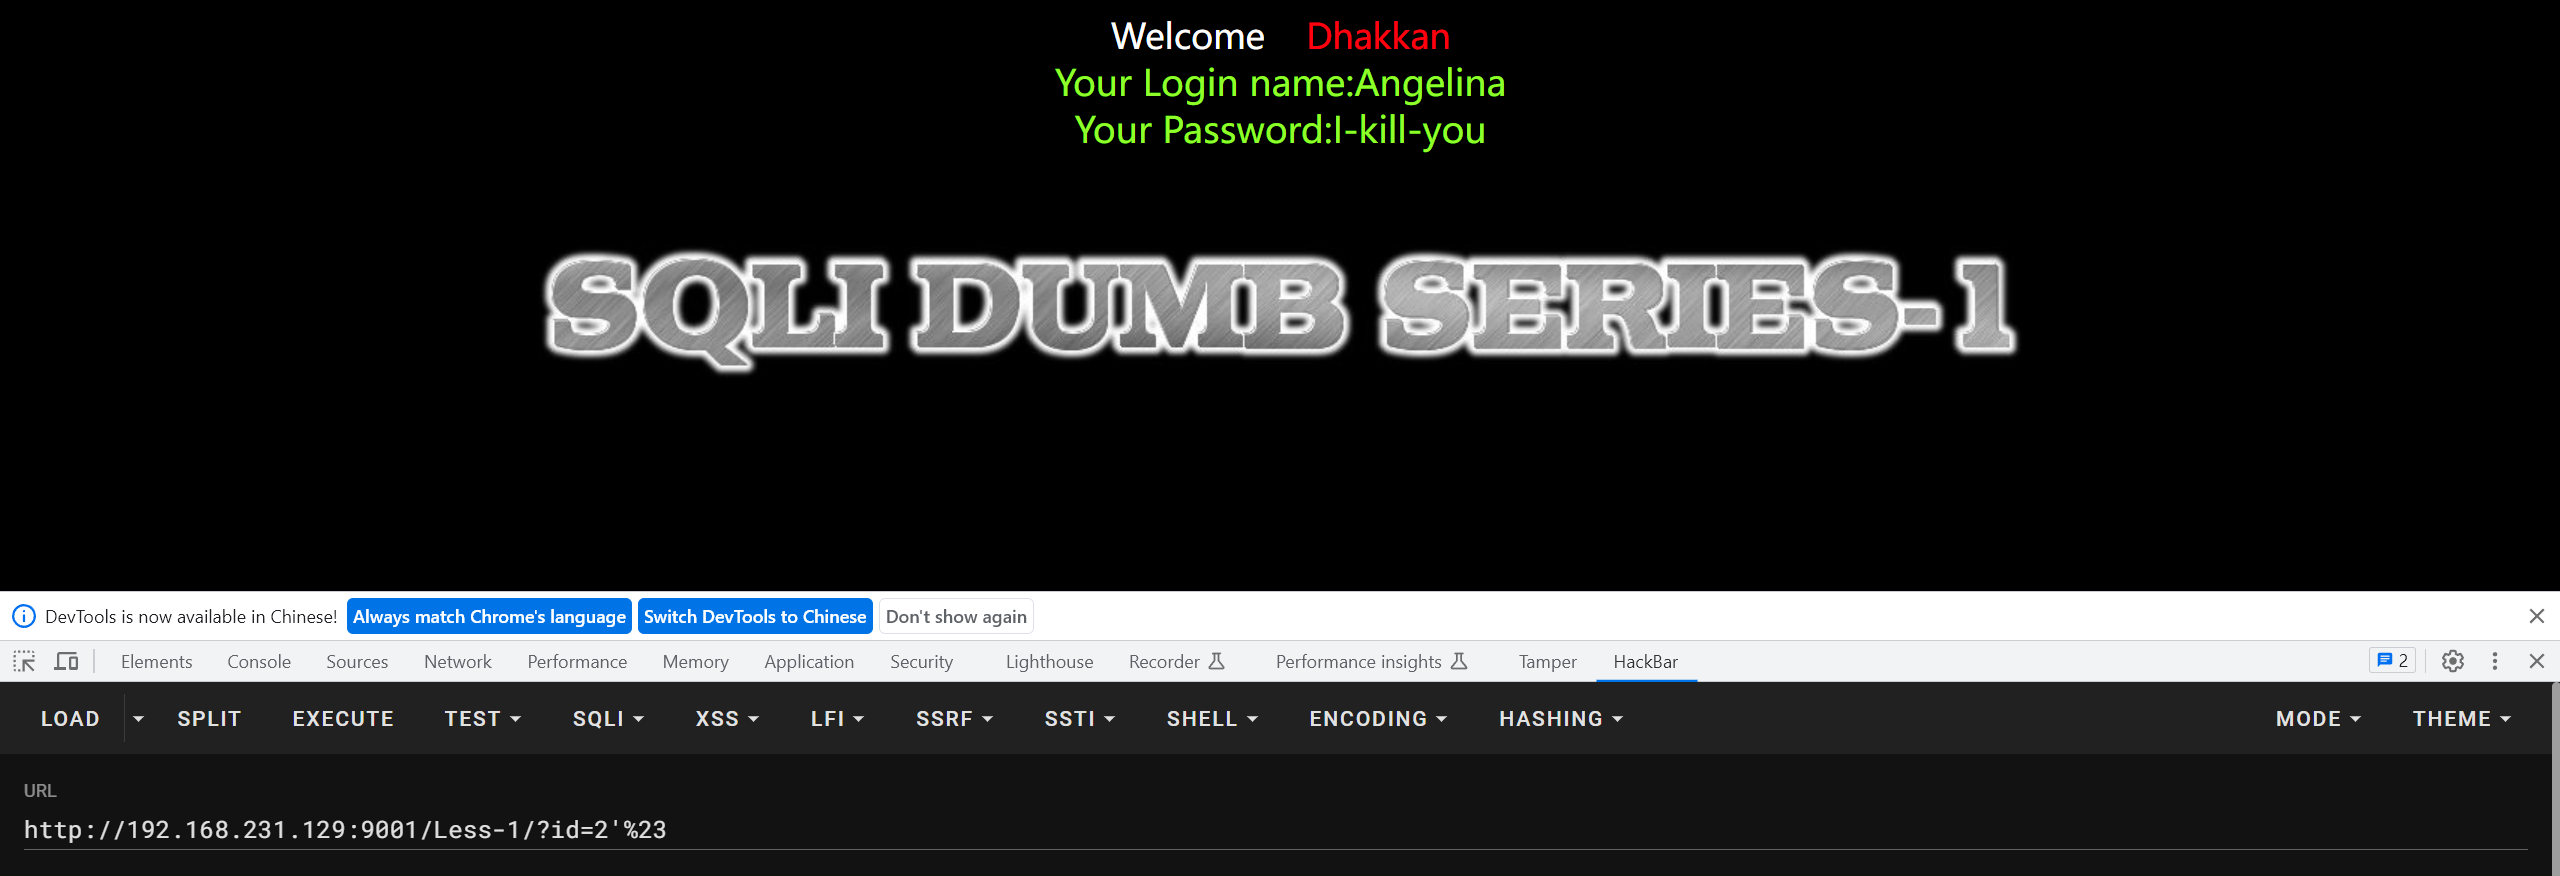 Welcome Dhakkan
Your Login name:Angelina
Your Password:I-kill-you
SQLI DUMB SERIES-1
DevTools is now available in Chinese! Always match Chrome's language Switch DevTools to Chinese Don't show again
Elements Console Sources Network Performance Memory Application Security Lighthouse Recorder Performance insights Tamper HackBar 2
LOAD SPLIT EXECUTE TEST SQLI XSS LFI SSRF SSTI SHELL ENCODING HASHING MODE THEME
URL
http://192.168.231.129:9001/Less-1/?id=2'%23